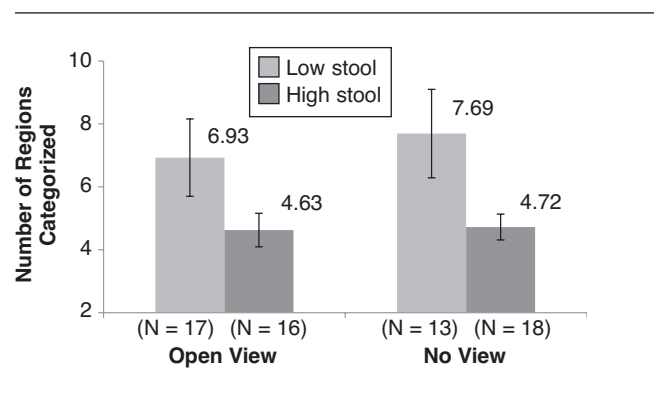 Number of Regions
Categorized
10
8
6
4
2
Low stool
High stool
6.93
4.63
7.69
4.72
(N = 17) (N = 16) (N = 13) (N = 18)
Open View No View